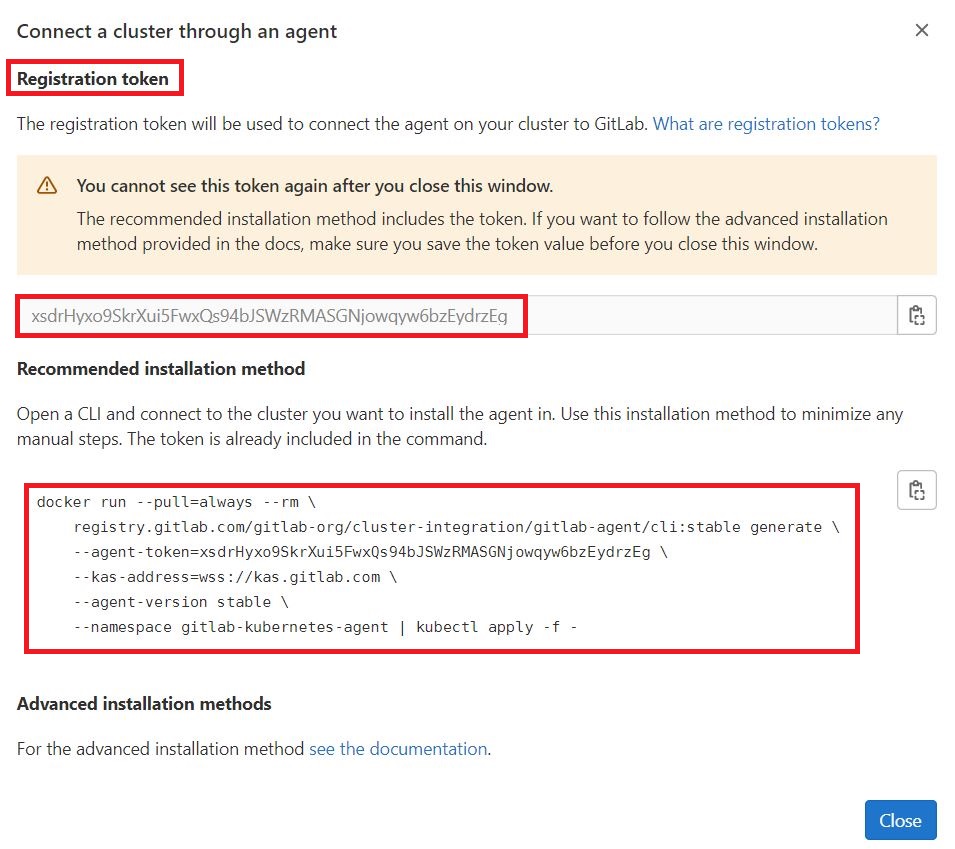 Connect a cluster through an agent
Registration token
The registration token will be used to connect the agent on your cluster to GitLab. What are registration tokens?
You cannot see this token again after you close this window.
The recommended installation method includes the token. If you want to follow the advanced installation
method provided in the docs, make sure you save the token value before you close this window.
xsdrHyxo9SkrXui5FwxQs94bJSWzRMASGNjowqyw6bzEydrzEg
Recommended installation method
Open a CLI and connect to the cluster you want to install the agent in. Use this installation method to minimize any
manual steps. The token is already included in the command.
docker run --pull=always --rm \
registry.gitlab.com/gitlab-org/cluster-integration/gitlab-agent/cli:stable generate \
--agent-token=xsdrHyxo9SkrXui5FwxQs94bJSWzRMASGNjowqyw6bzEydrzEg \
--kas-address=wss://kas.gitlab.com \
--agent-version stable \
--namespace gitlab-kubernetes-agent | kubectl apply -f -
Advanced installation methods
For the advanced installation method see the documentation.
Close